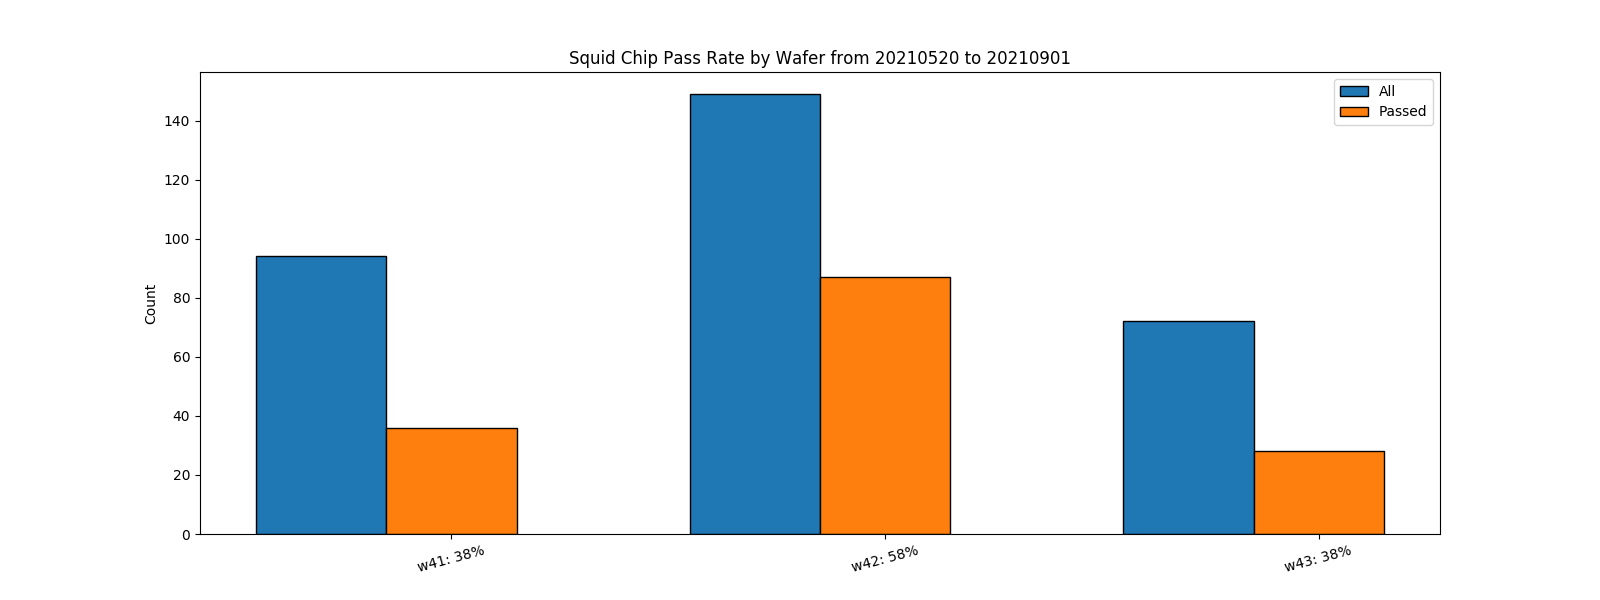 Squid Chip Pass Rate by Wafer from 20210520 to 20210901
All
Passed
Count
140
120
100
80
60
40
20
0
w41: 38%
w42: 58%
w43: 38%